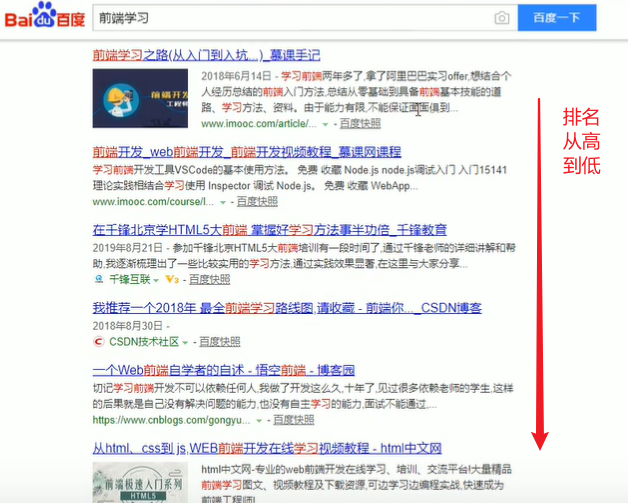 Bai du 百度
前端学习
百度一下
前端学习之路(从入门到入坑...)_慕课手记
前端开发
工程师
2018年6月14日 - 学习前端两年多了,拿了阿里巴巴实习offer,想结合个
人经历总结的前端入门方法,总结从零基础到具备前端基本技能的道
路、学习方法、资料。由于能力有限,不能保证面面俱到...
www.imooc.com/article/... - 百度快照
前端开发_web前端开发_前端开发视频教程_慕课网课程
学习前端开发工具VSCode的基本使用方法。 免费 收藏 Node.js node.js调试入门 入门15141
理论实践相结合学习使用 Inspector 调试 Node.js。 免费 收藏 WebApp...
www.imooc.com/course/l... - 百度快照
在千锋北京学HTML5大前端 掌握好学习方法事半功倍_千锋教育
2019年8月21日 - 参加千锋北京HTML5大前端培训有一段时间了,通过千锋老师的详细讲解和帮
助,我逐渐梳理出了一些比较实用的学习方法,通过实践效果显著,在这里与大家分享...
千锋互联 V3 - 百度快照
我推荐一个2018年 最全前端学习路线图,请收藏 - 前端你..._CSDN博客
2018年8月30日 -
C CSDN技术社区 - 百度快照
一个Web前端自学者的自述 - 悟空前端 - 博客园
切记学习前端开发不可以依赖任何人,我做了开发这么久,十年了,见过很多依赖老师的学生,这样
的后果就是自己没有解决问题的能力,也没有自主学习的能力,面试不能通过,...
https://www.cnblogs.com/gongyu... - 百度快照
从html、css到 js,WEB前端开发在线学习视频教程 - html中文网
前端极速入门系列
HTML5
html中文网-专业的web前端开发在线学习、培训、交流平台!大量精品
前端学习图文、视频教程及下载资源,可边学习边编程实战,快速成为
前端工程师!
排名
从高
到低